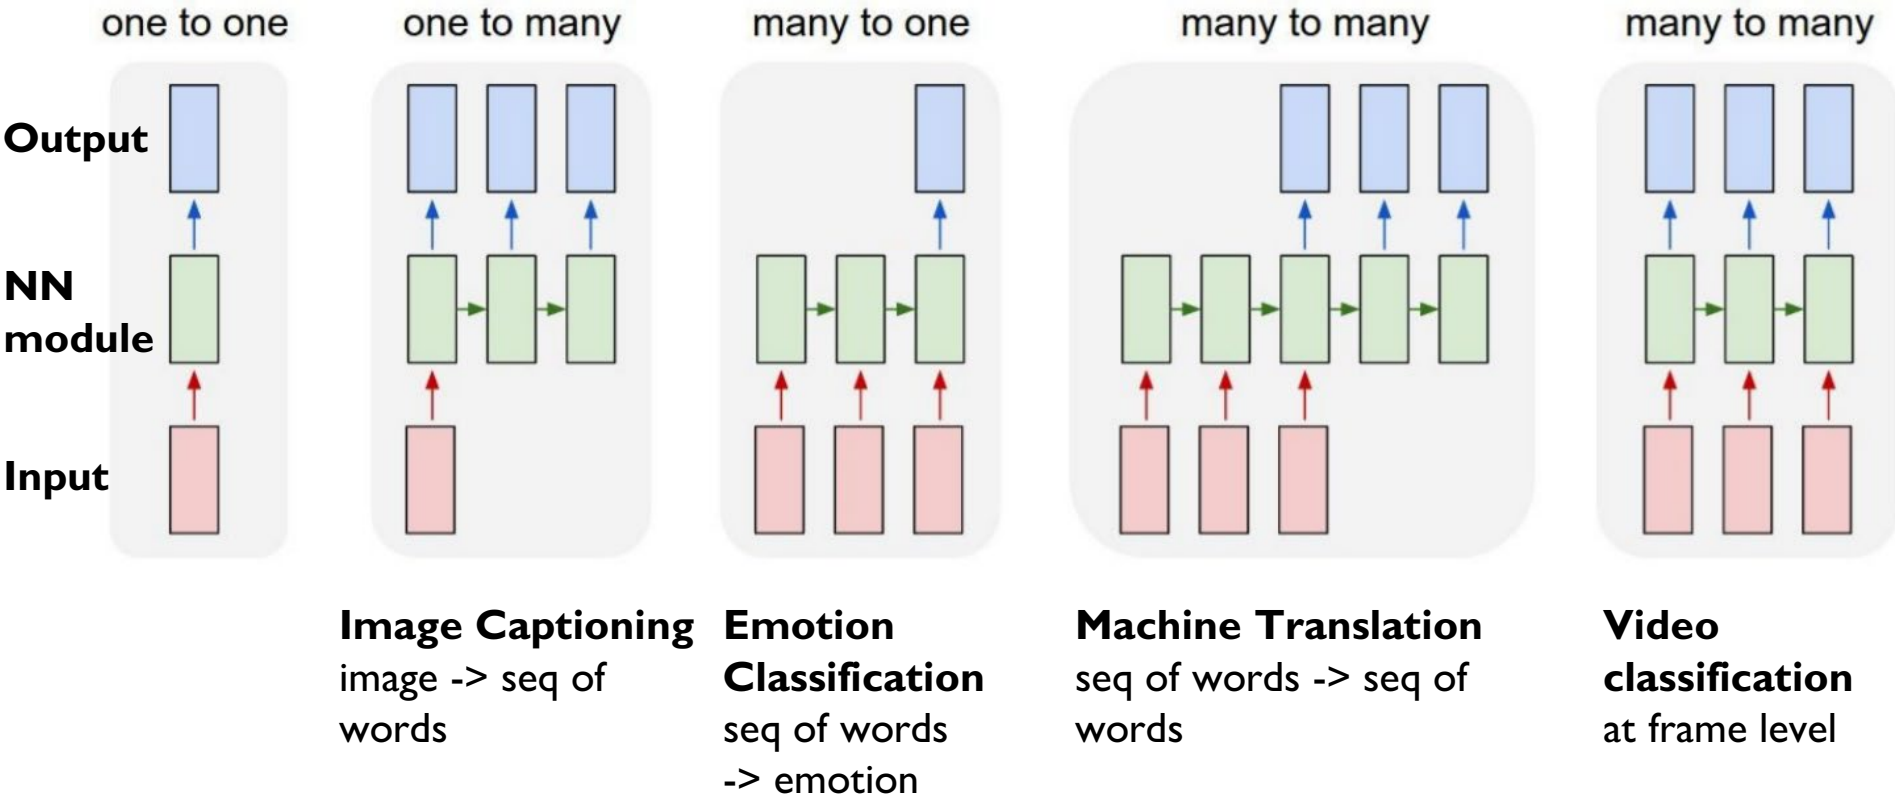 one to one
one to many
many to one
many to many
many to many
Output
NN
module
Input
Image Captioning
image -> seq of
words
Emotion
Classification
seq of words
-> emotion
Machine Translation
seq of words -> seq of
words
Video
classification
at frame level